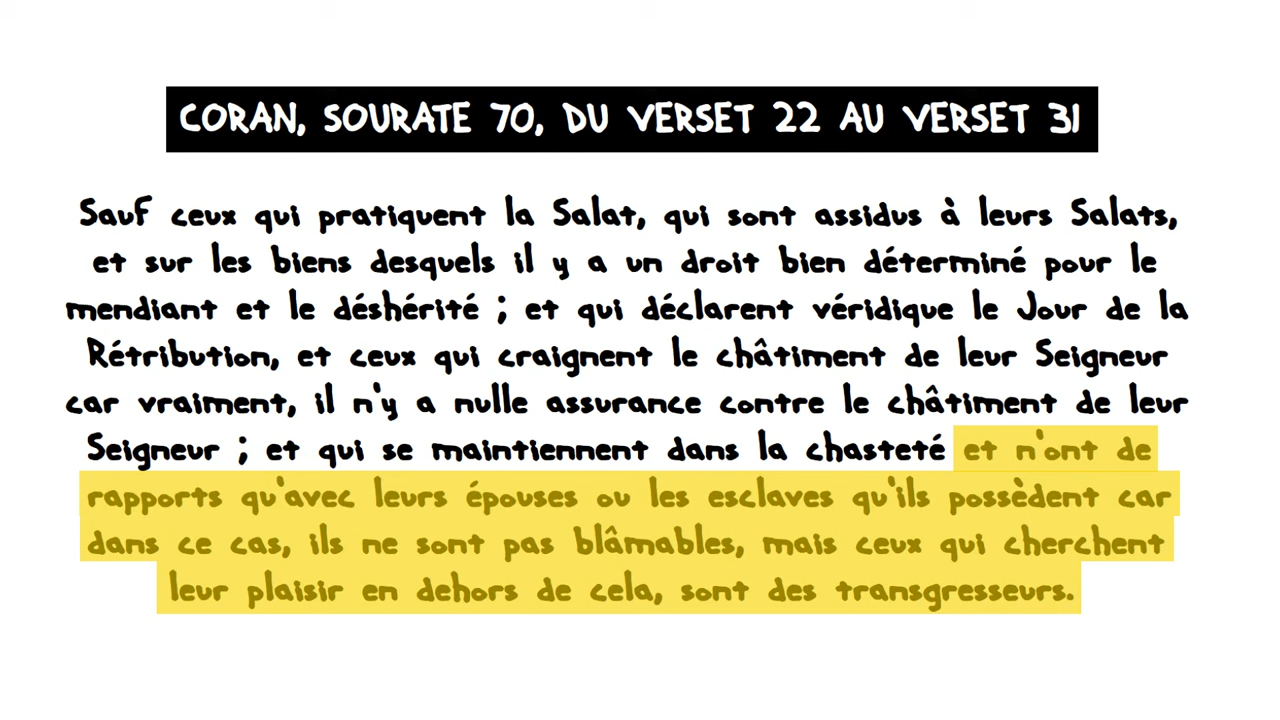 CORAN, SOURATE 70, DU VERSET 22 AU VERSET 31
Sauf ceux qui pratiquent la Salat, qui sont assidus à leurs Salats,
et sur les biens desquels il y a un droit bien déterminé pour le
mendiant et le déshérité ; et qui déclarent véridique le Jour de la
Rétribution, et ceux qui craignent le châtiment de leur Seigneur
car vraiment, il n'y a nulle assurance contre le châtiment de leur
Seigneur ; et qui se maintiennent dans la chasteté et n'ont de
rapports qu'avec leurs épouses ou les esclaves qu'ils possèdent car
dans ce cas, ils ne sont pas blâmables, mais ceux qui cherchent
leur plaisir en dehors de cela, sont des transgresseurs.